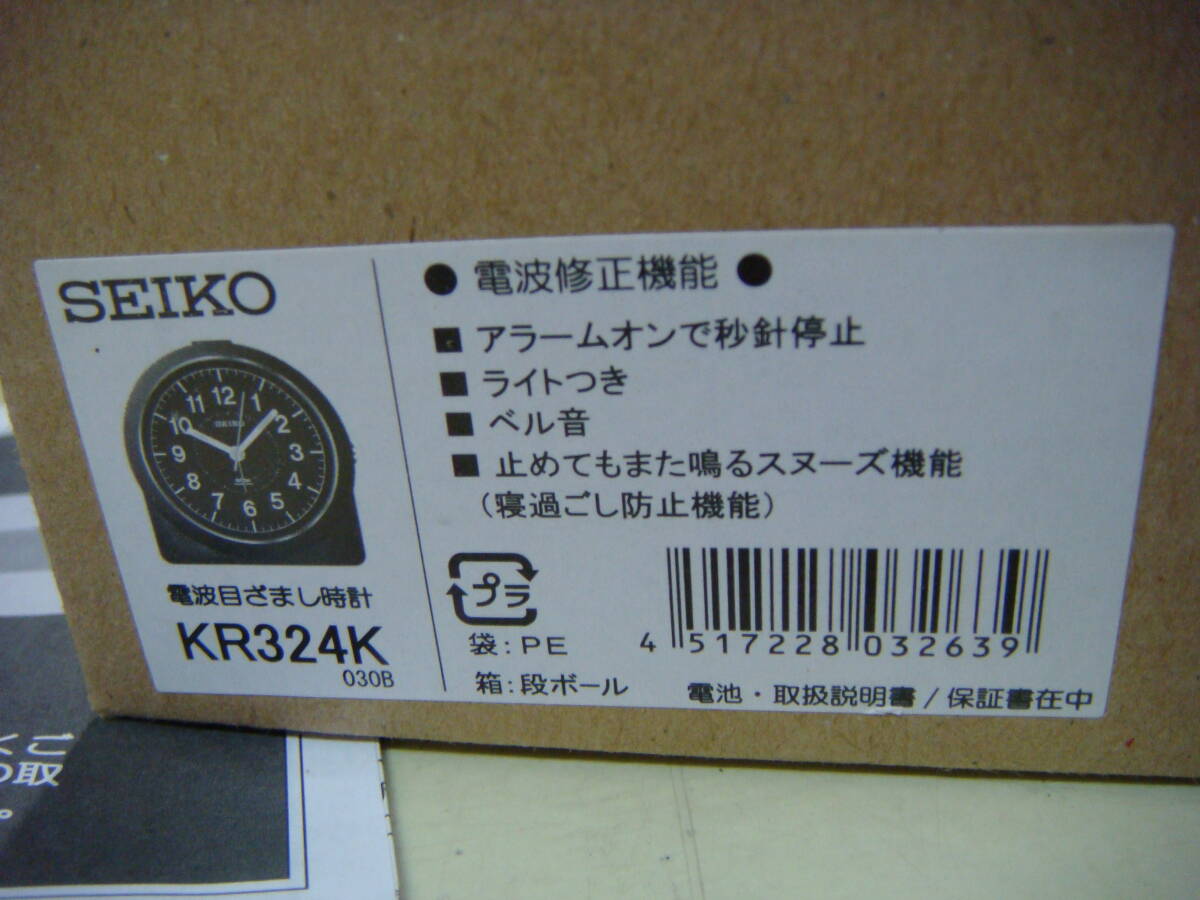 SEIKO
12
11
1
10
SEIKO
2
9
3
8
4
7
5
6
電波目ざまし時計
KR324K
030B
● 電波修正機能 ●
■ アラームオンで秒針停止
■ ライトつき
■ ベル音
■ 止めてもまた鳴るスヌーズ機能
(寝過ごし防止機能)
プラ
袋:PE
箱:段ボール
4 517228 032639
電池・取扱説明書/保証書在中
くご
の取
。